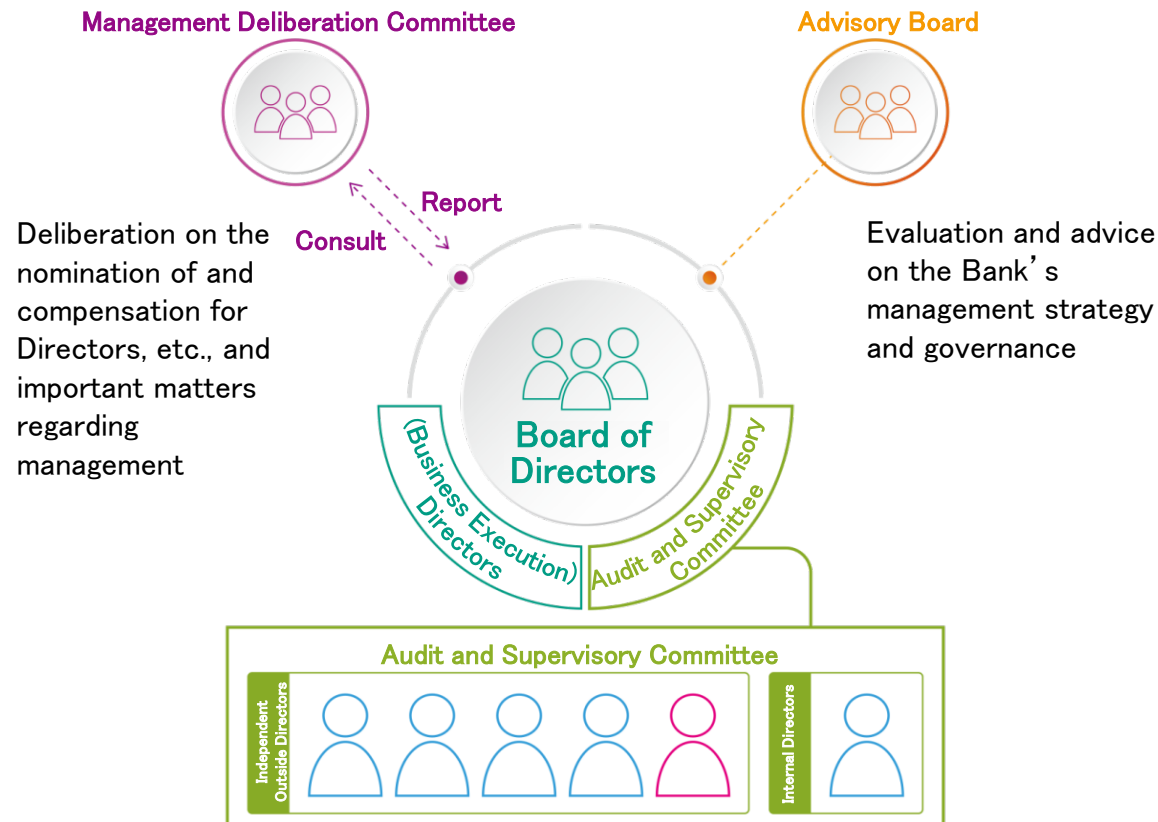 Management Deliberation Committee
Advisory Board
Report
Consult
Deliberation on the
nomination of and
compensation for
Directors, etc., and
important matters
regarding
management
Evaluation and advice
on the Bank's
management strategy
and governance
Board of
Directors
(Business Execution)
Directors
Audit and Supervisory
Committee
Audit and Supervisory Committee
Independent
Outside Directors
Internal Directors